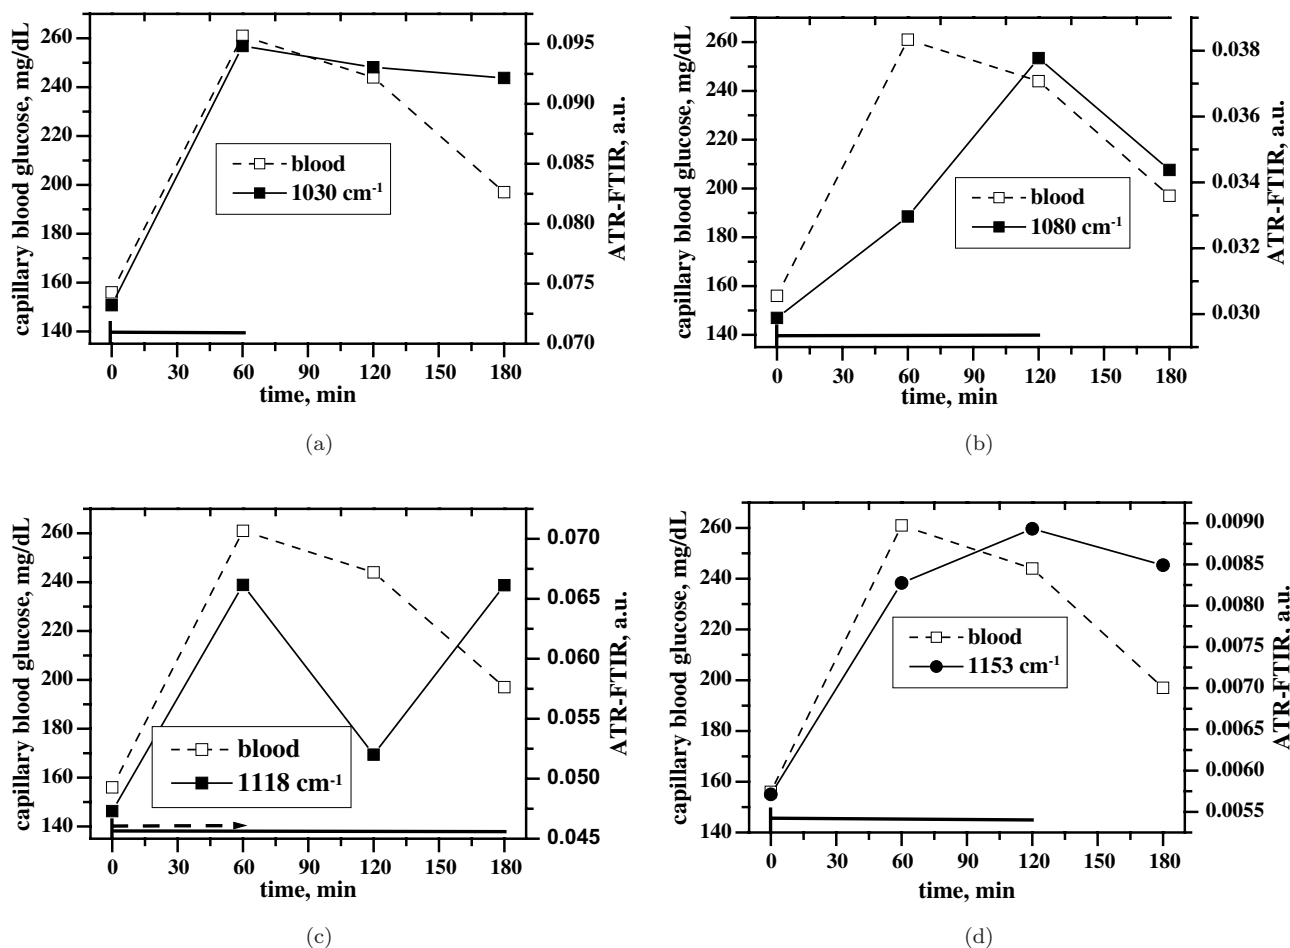 capillary blood glucose, mg/dL
260
240
220
200
180
160
140
blood
1030 cm-1
0.095
0.090
0.085
0.080
0.075
0.070
ATR-FTIR, a.u.
0 30 60 90 120 150 180
time, min
(a)
capillary blood glucose, mg/dL
260
240
220
200
180
160
140
blood
1080 cm-1
0.038
0.036
0.034
0.032
0.030
ATR-FTIR, a.u.
0 30 60 90 120 150 180
time, min
(b)
capillary blood glucose, mg/dL
260
240
220
200
180
160
140
blood
1118 cm-1
0.070
0.065
0.060
0.055
0.050
0.045
ATR-FTIR, a.u.
0 30 60 90 120 150 180
time, min
(c)
capillary blood glucose, mg/dL
260
240
220
200
180
160
140
blood
1153 cm-1
0.0090
0.0085
0.0080
0.0075
0.0070
0.0065
0.0060
0.0055
ATR-FTIR, a.u.
0 30 60 90 120 150 180
time, min
(d)